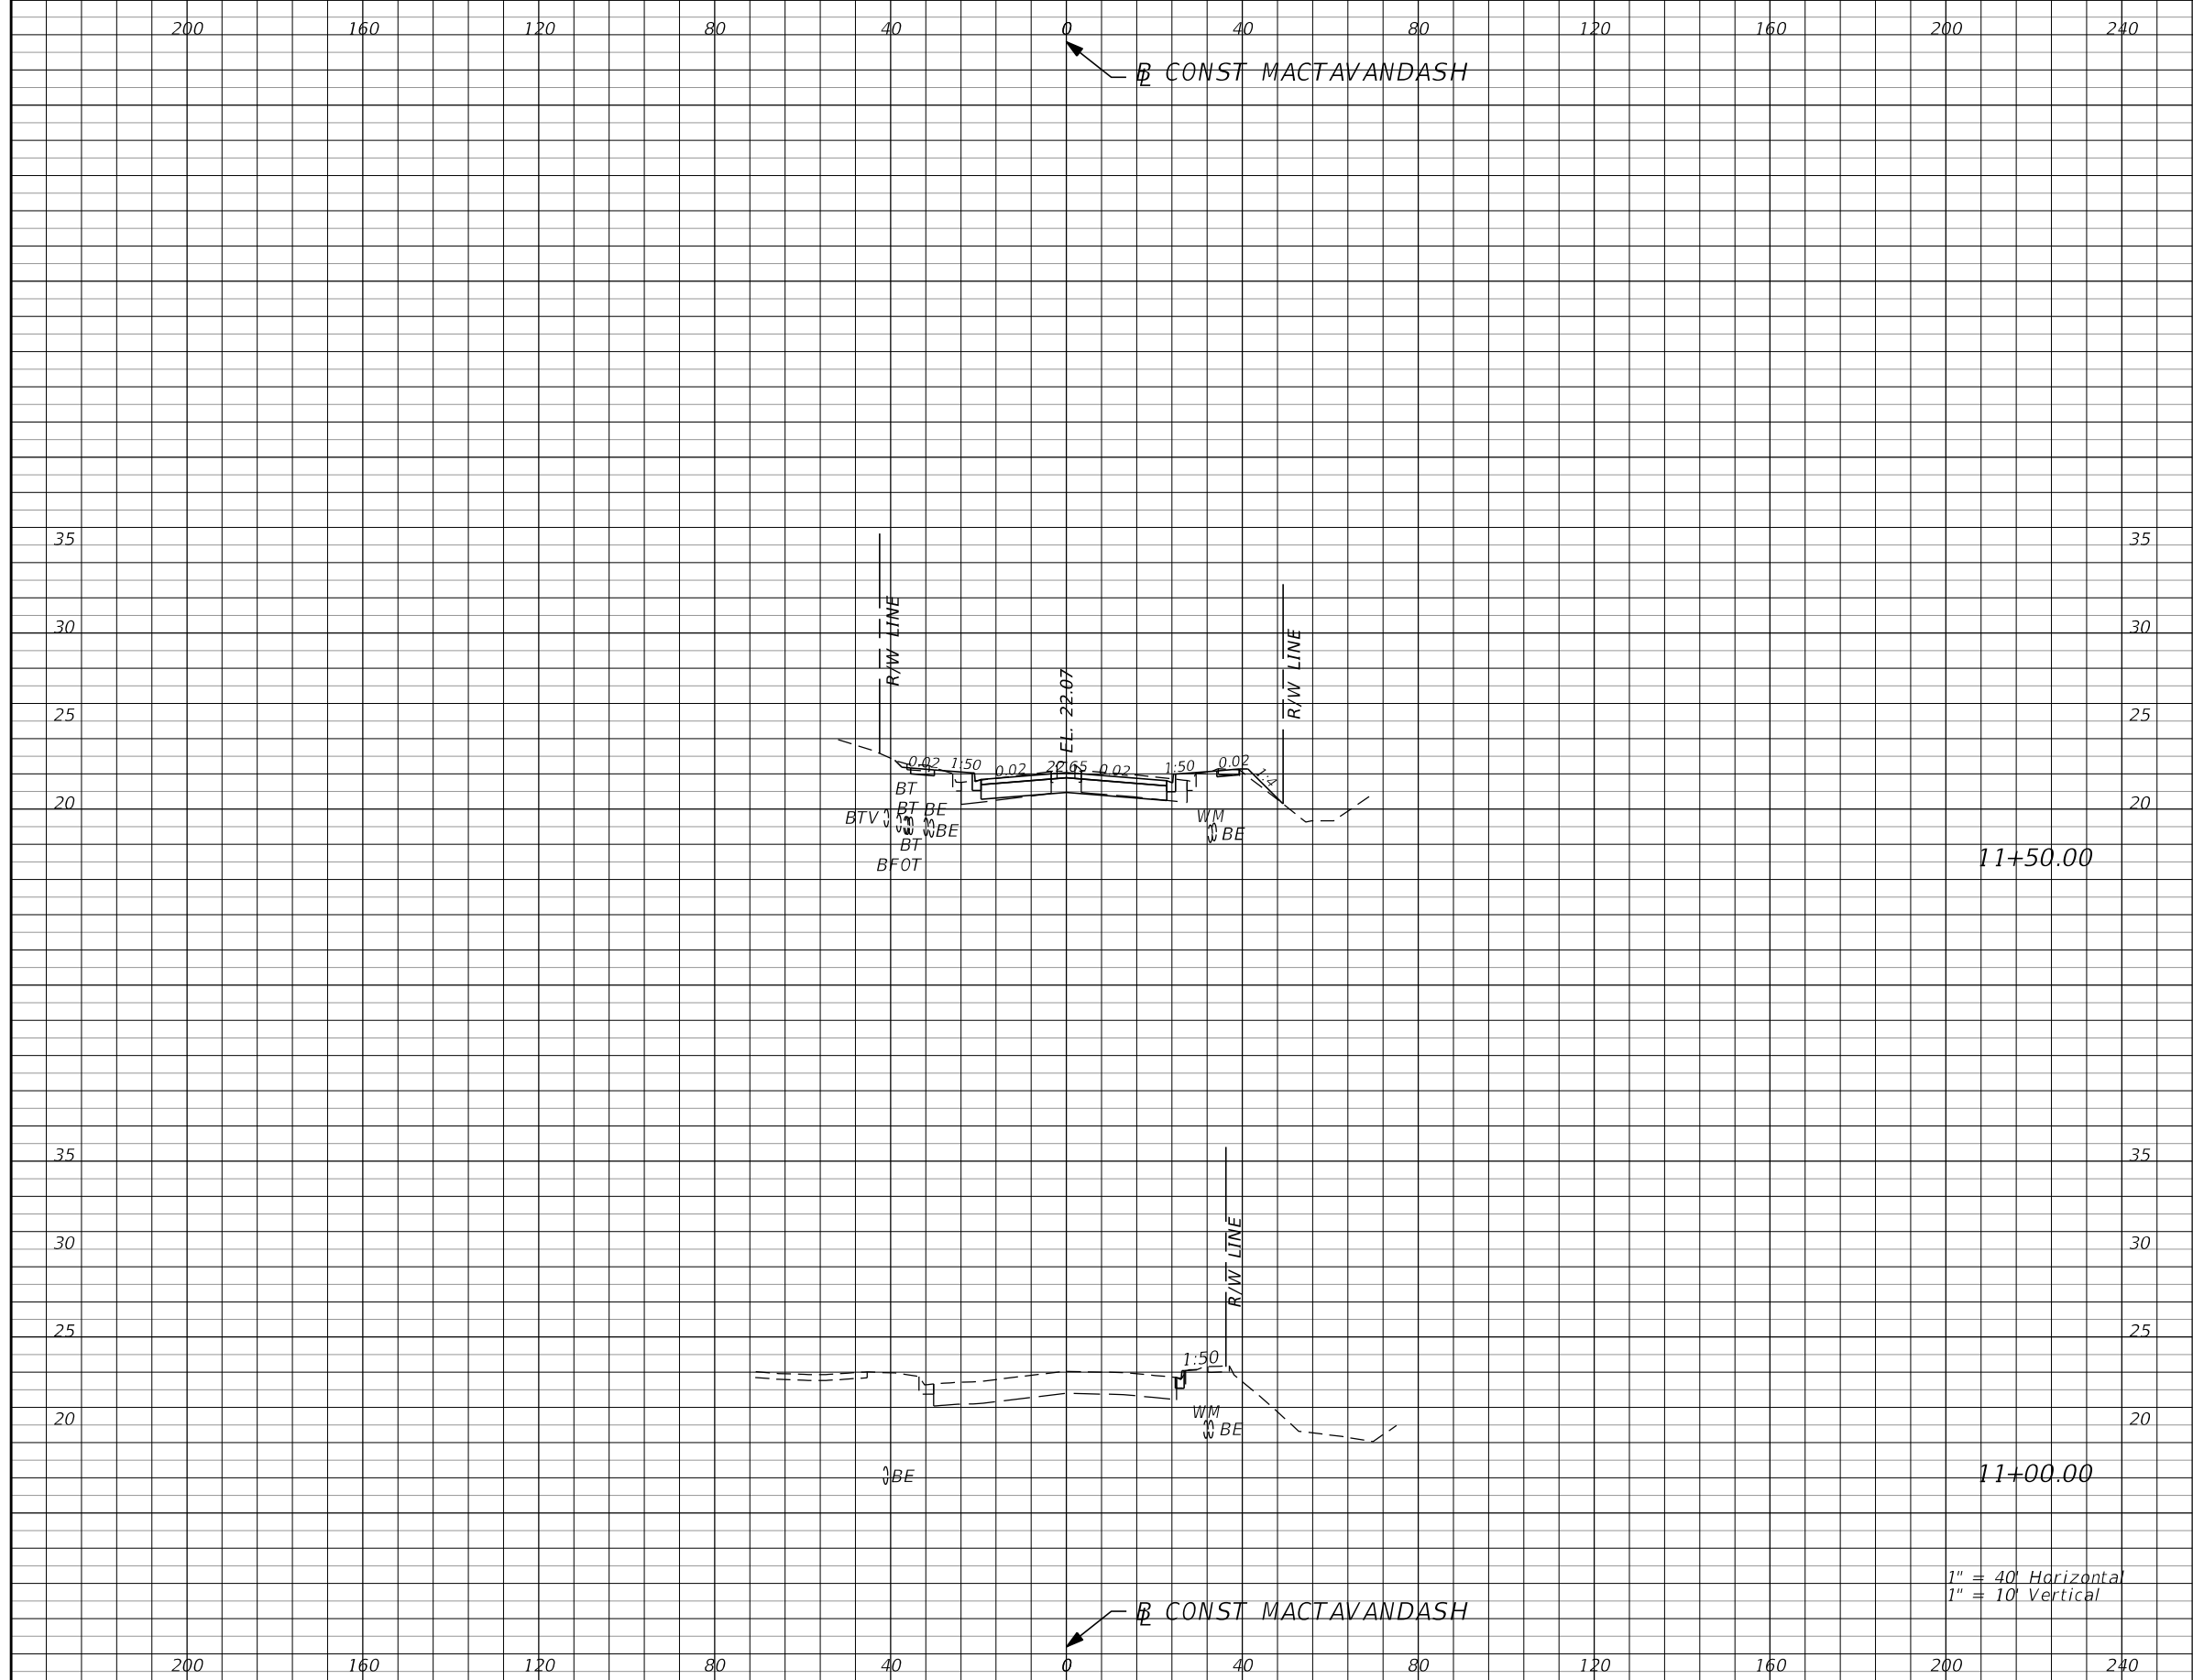 200 160 120 80 40 0 40 80 120 160 200 240
BL CONST MACTAVANDASH
35 35
R/W LINE
30 30
R/W LINE
EL. 22.07
25 25
0.02 1:50 0.02 22.65 0.02 1:50 0.02 1:4
BT
20 20
BT BE
BTV BE WM BE
BT
BFOT
11+50.00
35 35
R/W LINE
30 30
25 25
1:50
20 20
WM
BE
BE
11+00.00
1" = 40' Horizontal
1" = 10' Vertical
BL CONST MACTAVANDASH
200 160 120 80 40 0 40 80 120 160 200 240